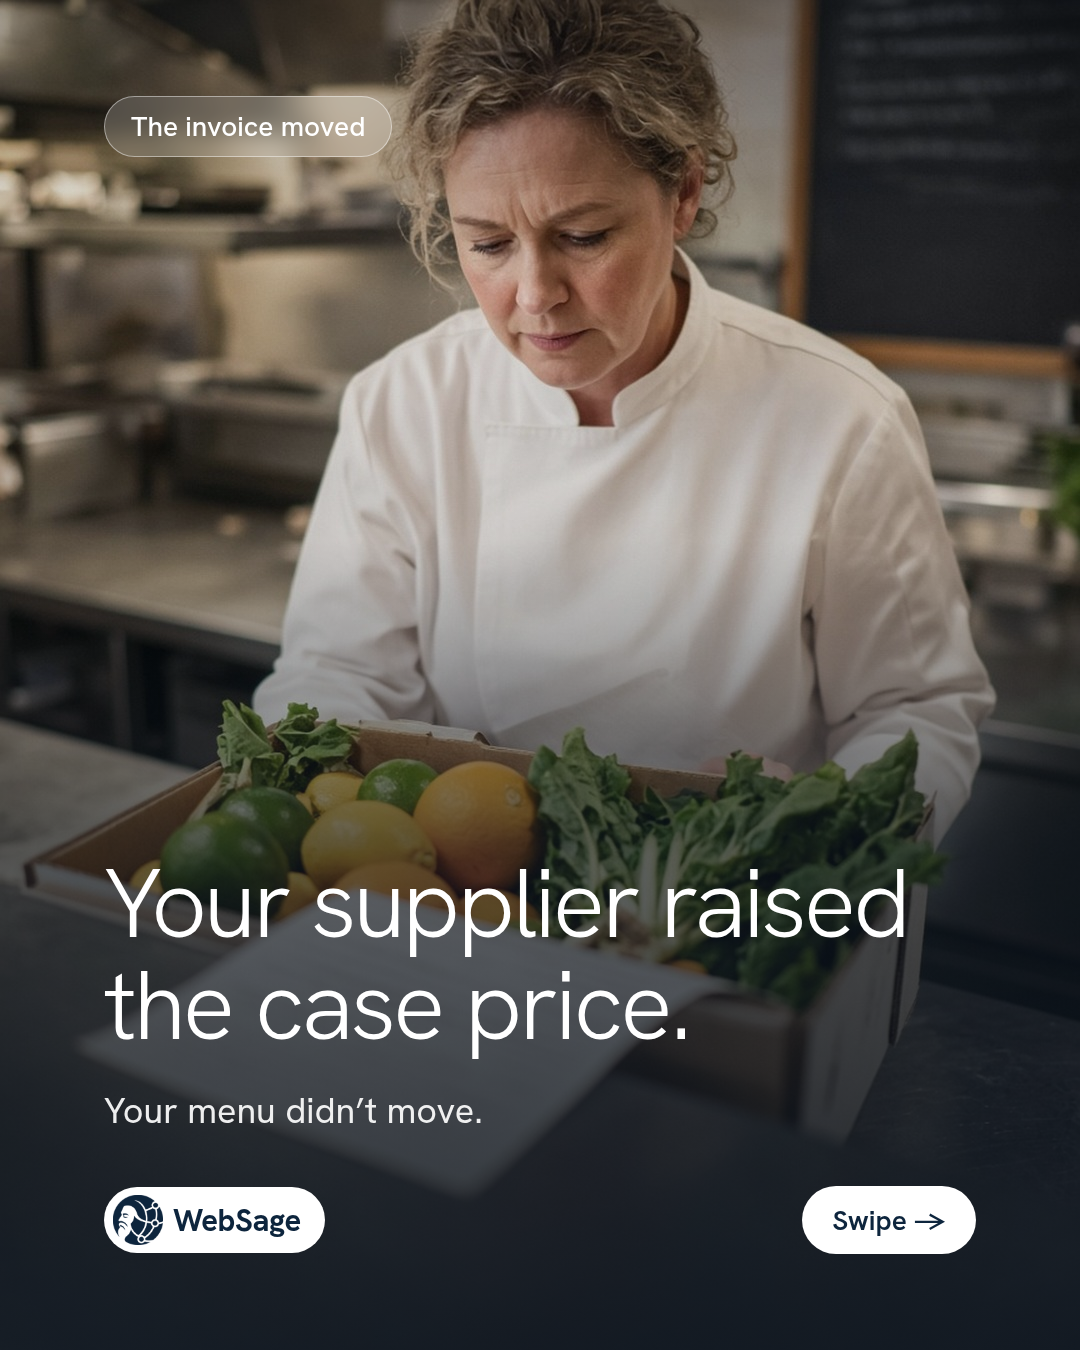 The invoice moved
Your supplier raised
the case price.
Your menu didn’t move.
WebSage
Swipe →